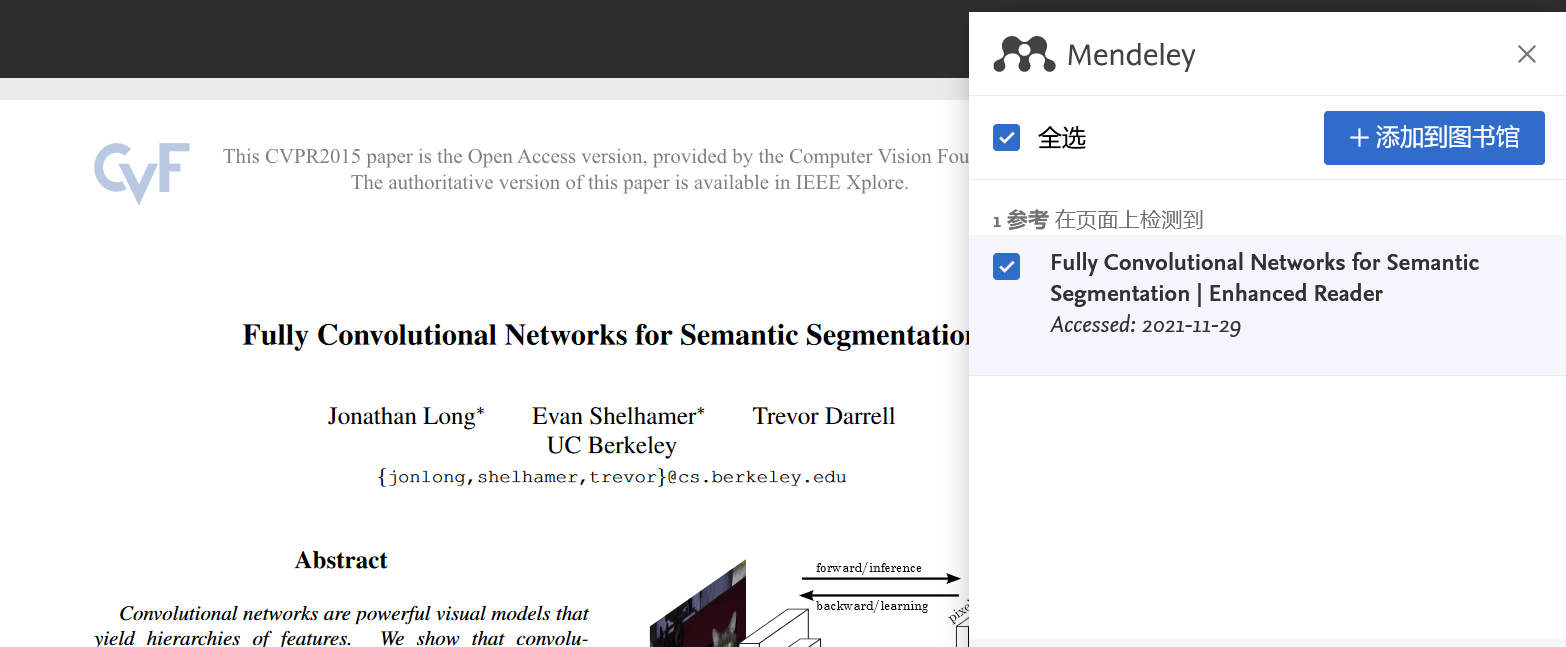 CVF
This CVPR2015 paper is the Open Access version, provided by the Computer Vision Fou
The authoritative version of this paper is available in IEEE Xplore.
Fully Convolutional Networks for Semantic Segmentation
Jonathan Long* Evan Shelhamer* Trevor Darrell
UC Berkeley
{jonlong,shelhamer,trevor}@cs.berkeley.edu
Abstract
Convolutional networks are powerful visual models that
yield hierarchies of features. We show that convolu-
forward/inference
backward/learning
pixel
Mendeley
全选
+ 添加到图书馆
1 参考 在页面上检测到
Fully Convolutional Networks for Semantic
Segmentation | Enhanced Reader
Accessed: 2021-11-29